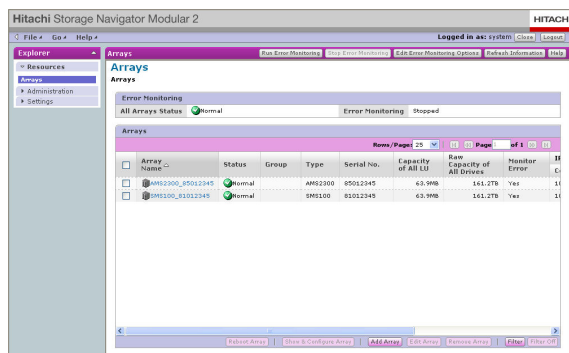 Hitachi Storage Navigator Modular 2
HITACH
File Go Help
Logged in as: system Close Logout
Explorer
Resources
Arrays
Administration
Settings
Arrays
Run Error Monitoring Stop Error Monitoring Edit Error Monitoring Options Refresh Information Help
Arrays
Arrays
Error Monitoring
All Arrays Status Normal Error Monitoring Stopped
Arrays
Rows/Page: 25 Page 1 of 1
Array Name Status Group Type Serial No. Capacity of All LU Raw Capacity of All Drives Monitor Error
AMS2300_85012345 Normal AMS2300 85012345 63.9MB 161.2TB Yes
SMS100_81012345 Normal SMS100 81012345 63.9MB 161.2TB Yes
Reboot Array Show & Configure Array Add Array Edit Array Remove Array Filter Filter Off